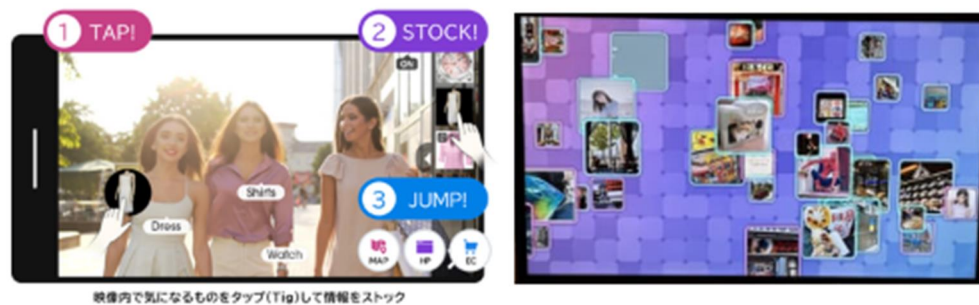 1 TAP!
2 STOCK!
Shirts
Dress
Watch
3 JUMP!
MAP
HP
EC
映像内で気になるものをタップ(Tig)して情報をストック